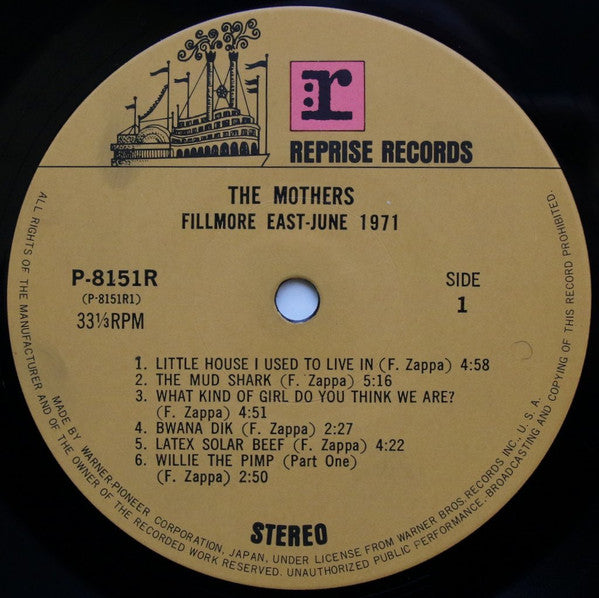 r
REPRISE RECORDS
THE MOTHERS
FILLMORE EAST-JUNE 1971
P-8151R
(P-8151R1)
33⅓RPM
SIDE
1
1. LITTLE HOUSE I USED TO LIVE IN (F. Zappa) 4:58
2. THE MUD SHARK (F. Zappa) 5:16
3. WHAT KIND OF GIRL DO YOU THINK WE ARE?
(F. Zappa) 4:51
4. BWANA DIK (F. Zappa) 2:27
5. LATEX SOLAR BEEF (F. Zappa) 4:22
6. WILLIE THE PIMP (Part One)
(F. Zappa) 2:50
STEREO
ALL RIGHTS OF THE MANUFACTURER AND OF THE OWNER OF THE RECORDED WORK RESERVED. UNAUTHORIZED PUBLIC PERFORMANCE, BROADCASTING AND COPYING OF THIS RECORD PROHIBITED.
MADE BY WARNER-PIONEER CORPORATION, JAPAN, UNDER LICENSE FROM WARNER BROS. RECORDS INC., U. S. A.